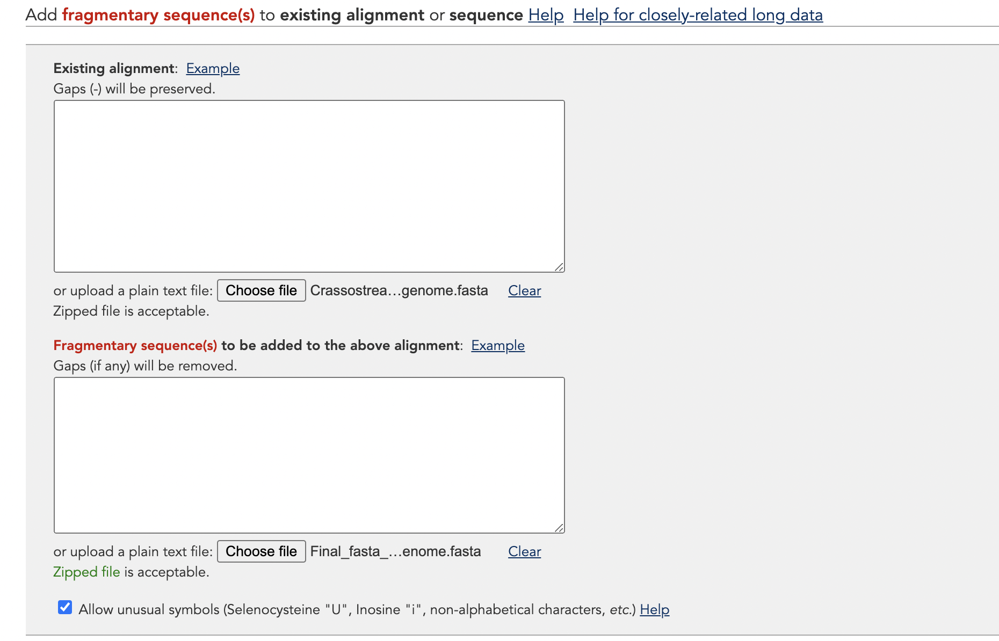 Add fragmentary sequence(s) to existing alignment or sequence Help Help for closely-related long data
Existing alignment: Example
Gaps (-) will be preserved.
or upload a plain text file: Choose file Crassostrea...genome.fasta Clear
Zipped file is acceptable.
Fragmentary sequence(s) to be added to the above alignment: Example
Gaps (if any) will be removed.
or upload a plain text file: Choose file Final_fasta_...enome.fasta Clear
Zipped file is acceptable.
Allow unusual symbols (Selenocysteine "U", Inosine "i", non-alphabetical characters, etc.) Help